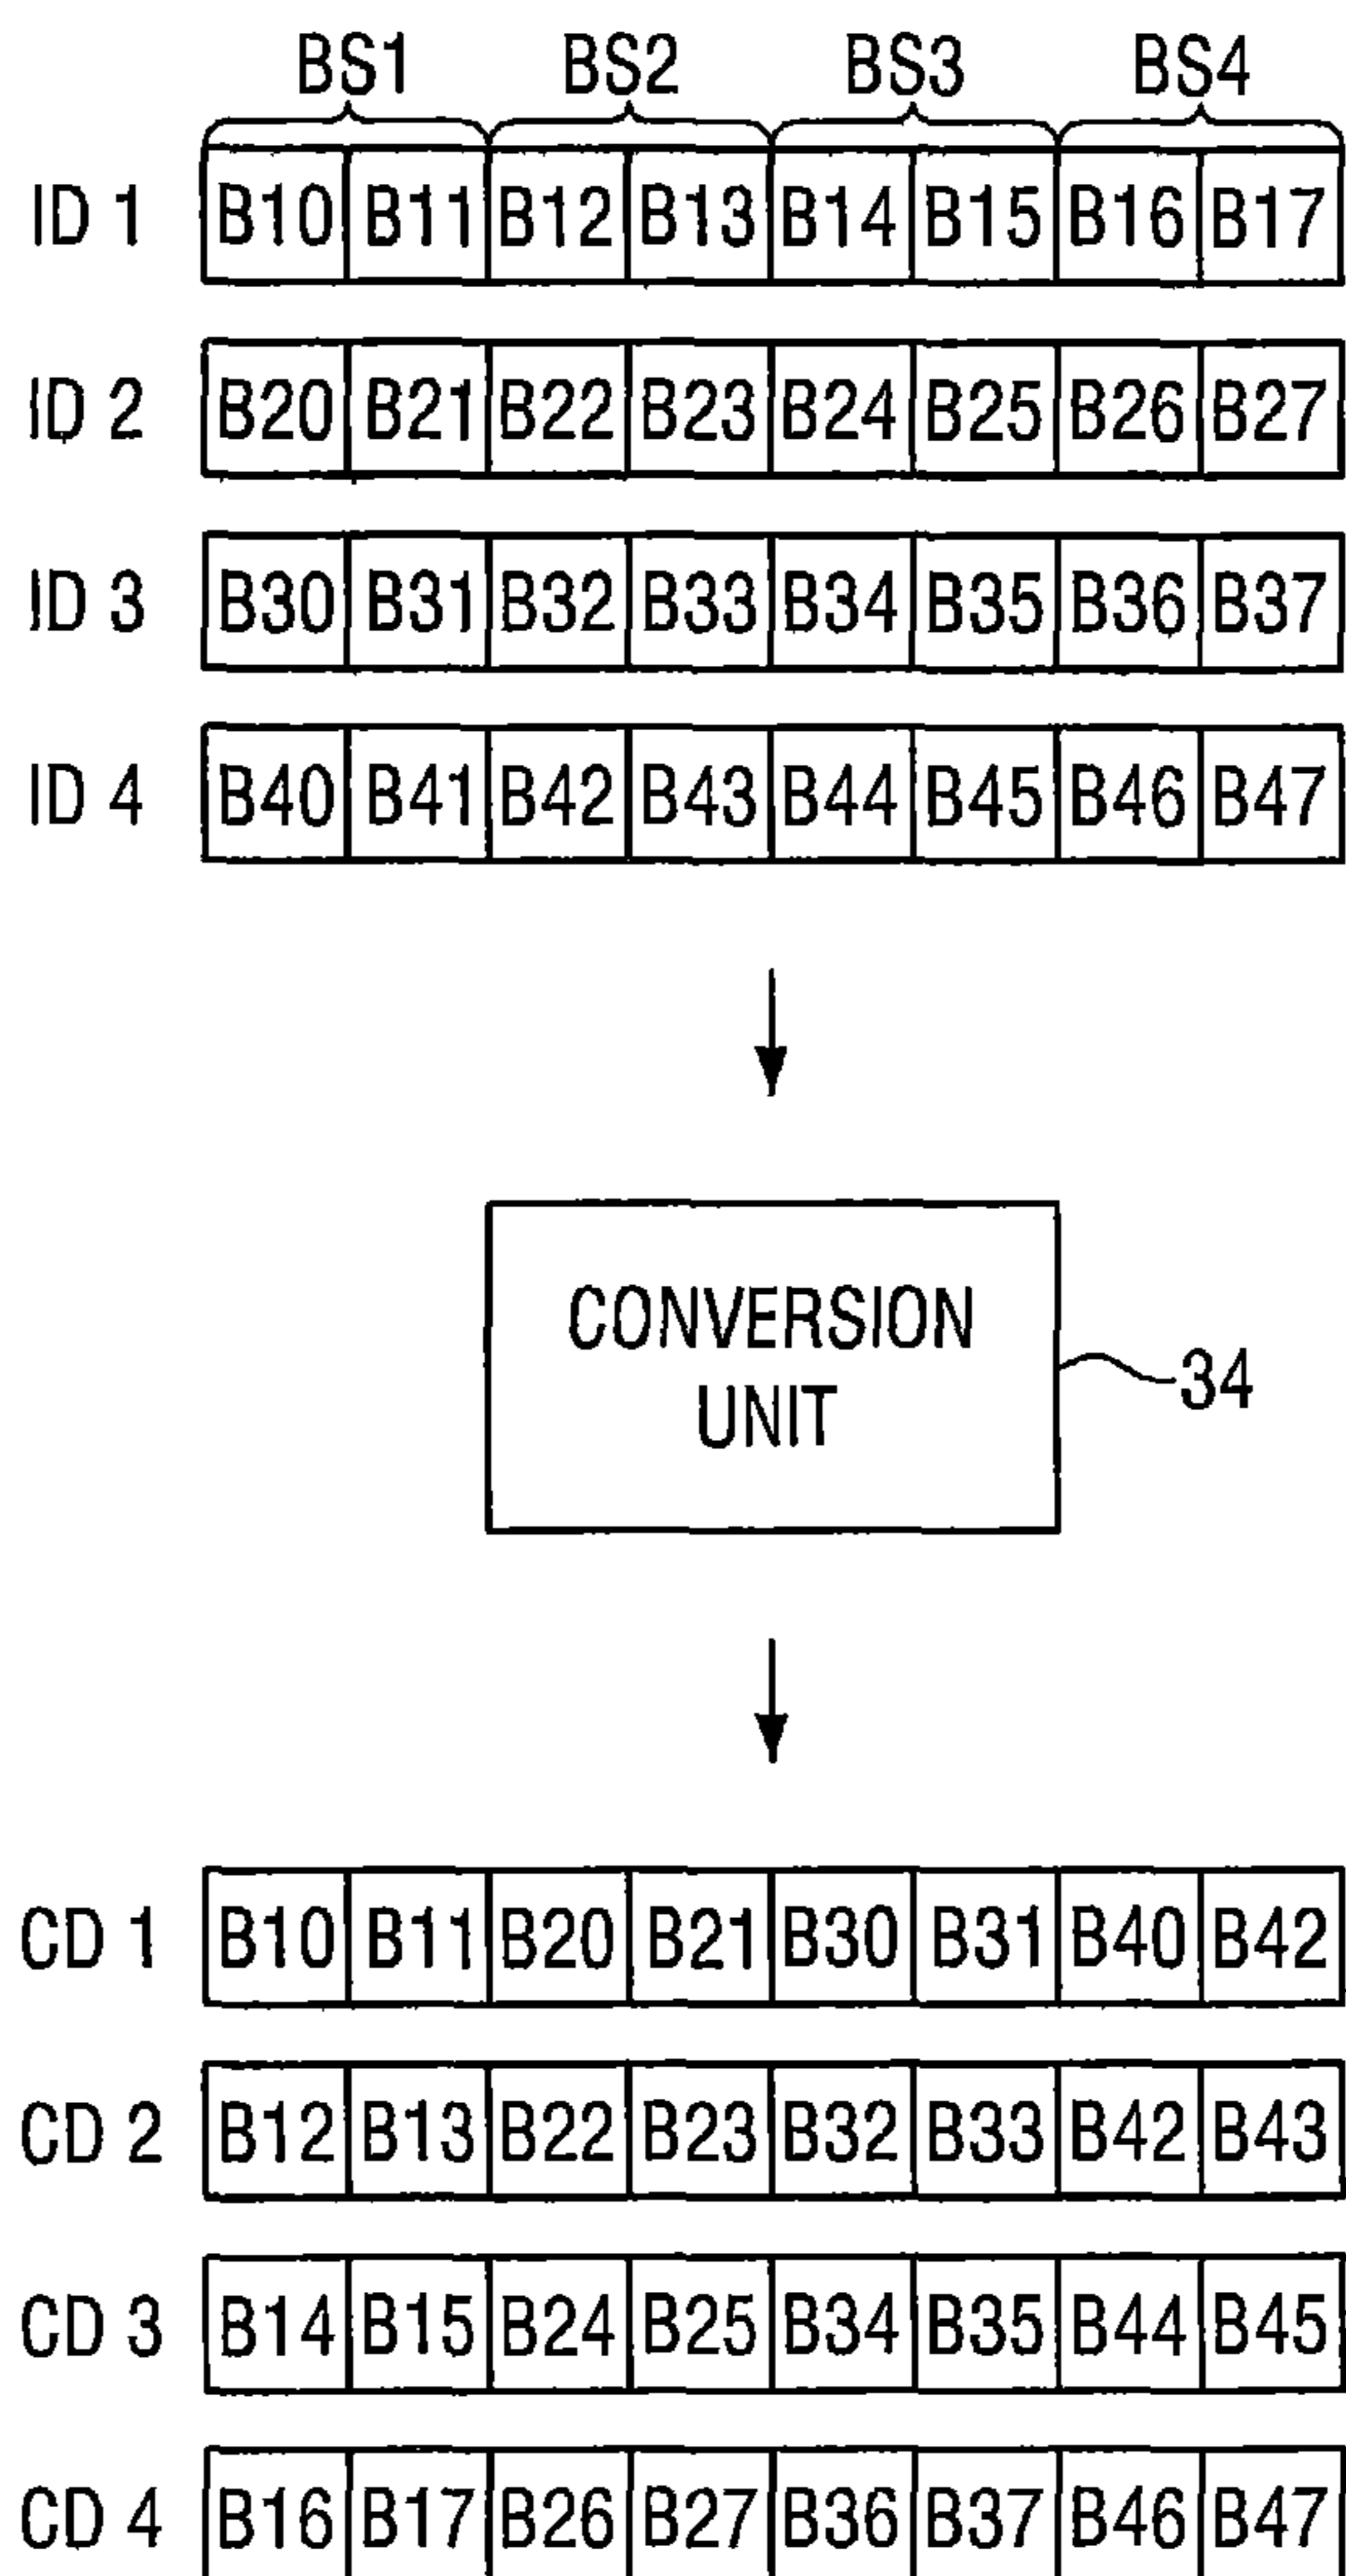 BS1 BS2 BS3 BS4
ID 1 B10 B11 B12 B13 B14 B15 B16 B17
ID 2 B20 B21 B22 B23 B24 B25 B26 B27
ID 3 B30 B31 B32 B33 B34 B35 B36 B37
ID 4 B40 B41 B42 B43 B44 B45 B46 B47
CONVERSION
UNIT
34
CD 1 B10 B11 B20 B21 B30 B31 B40 B42
CD 2 B12 B13 B22 B23 B32 B33 B42 B43
CD 3 B14 B15 B24 B25 B34 B35 B44 B45
CD 4 B16 B17 B26 B27 B36 B37 B46 B47